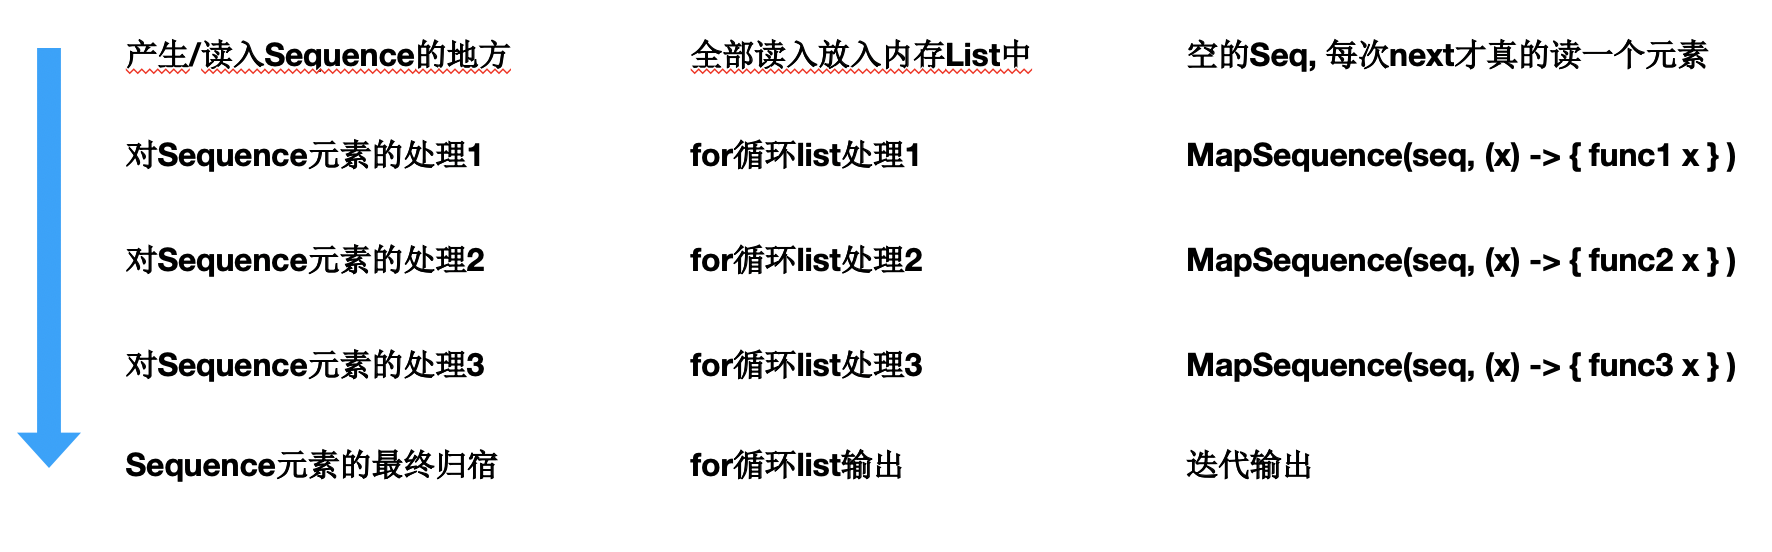 产生/读入Sequence的地方 全部读入放入内存List中 空的Seq, 每次next才真的读一个元素
对Sequence元素的处理1 for循环list处理1 MapSequence(seq, (x) -> { func1 x } )
对Sequence元素的处理2 for循环list处理2 MapSequence(seq, (x) -> { func2 x } )
对Sequence元素的处理3 for循环list处理3 MapSequence(seq, (x) -> { func3 x } )
Sequence元素的最终归宿 for循环list输出 迭代输出